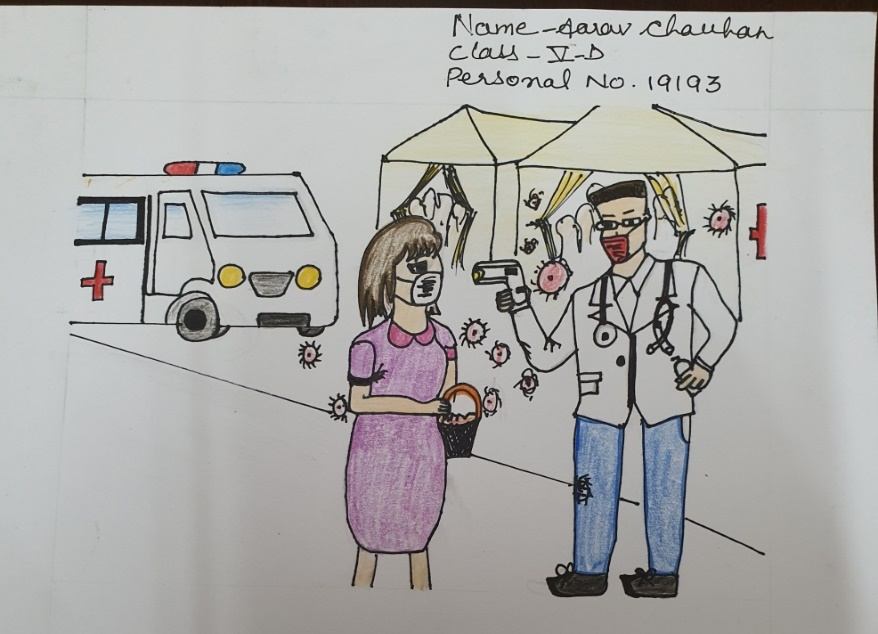 Name - Aarav Chauhan
Class - V-D
Personal No. 19193